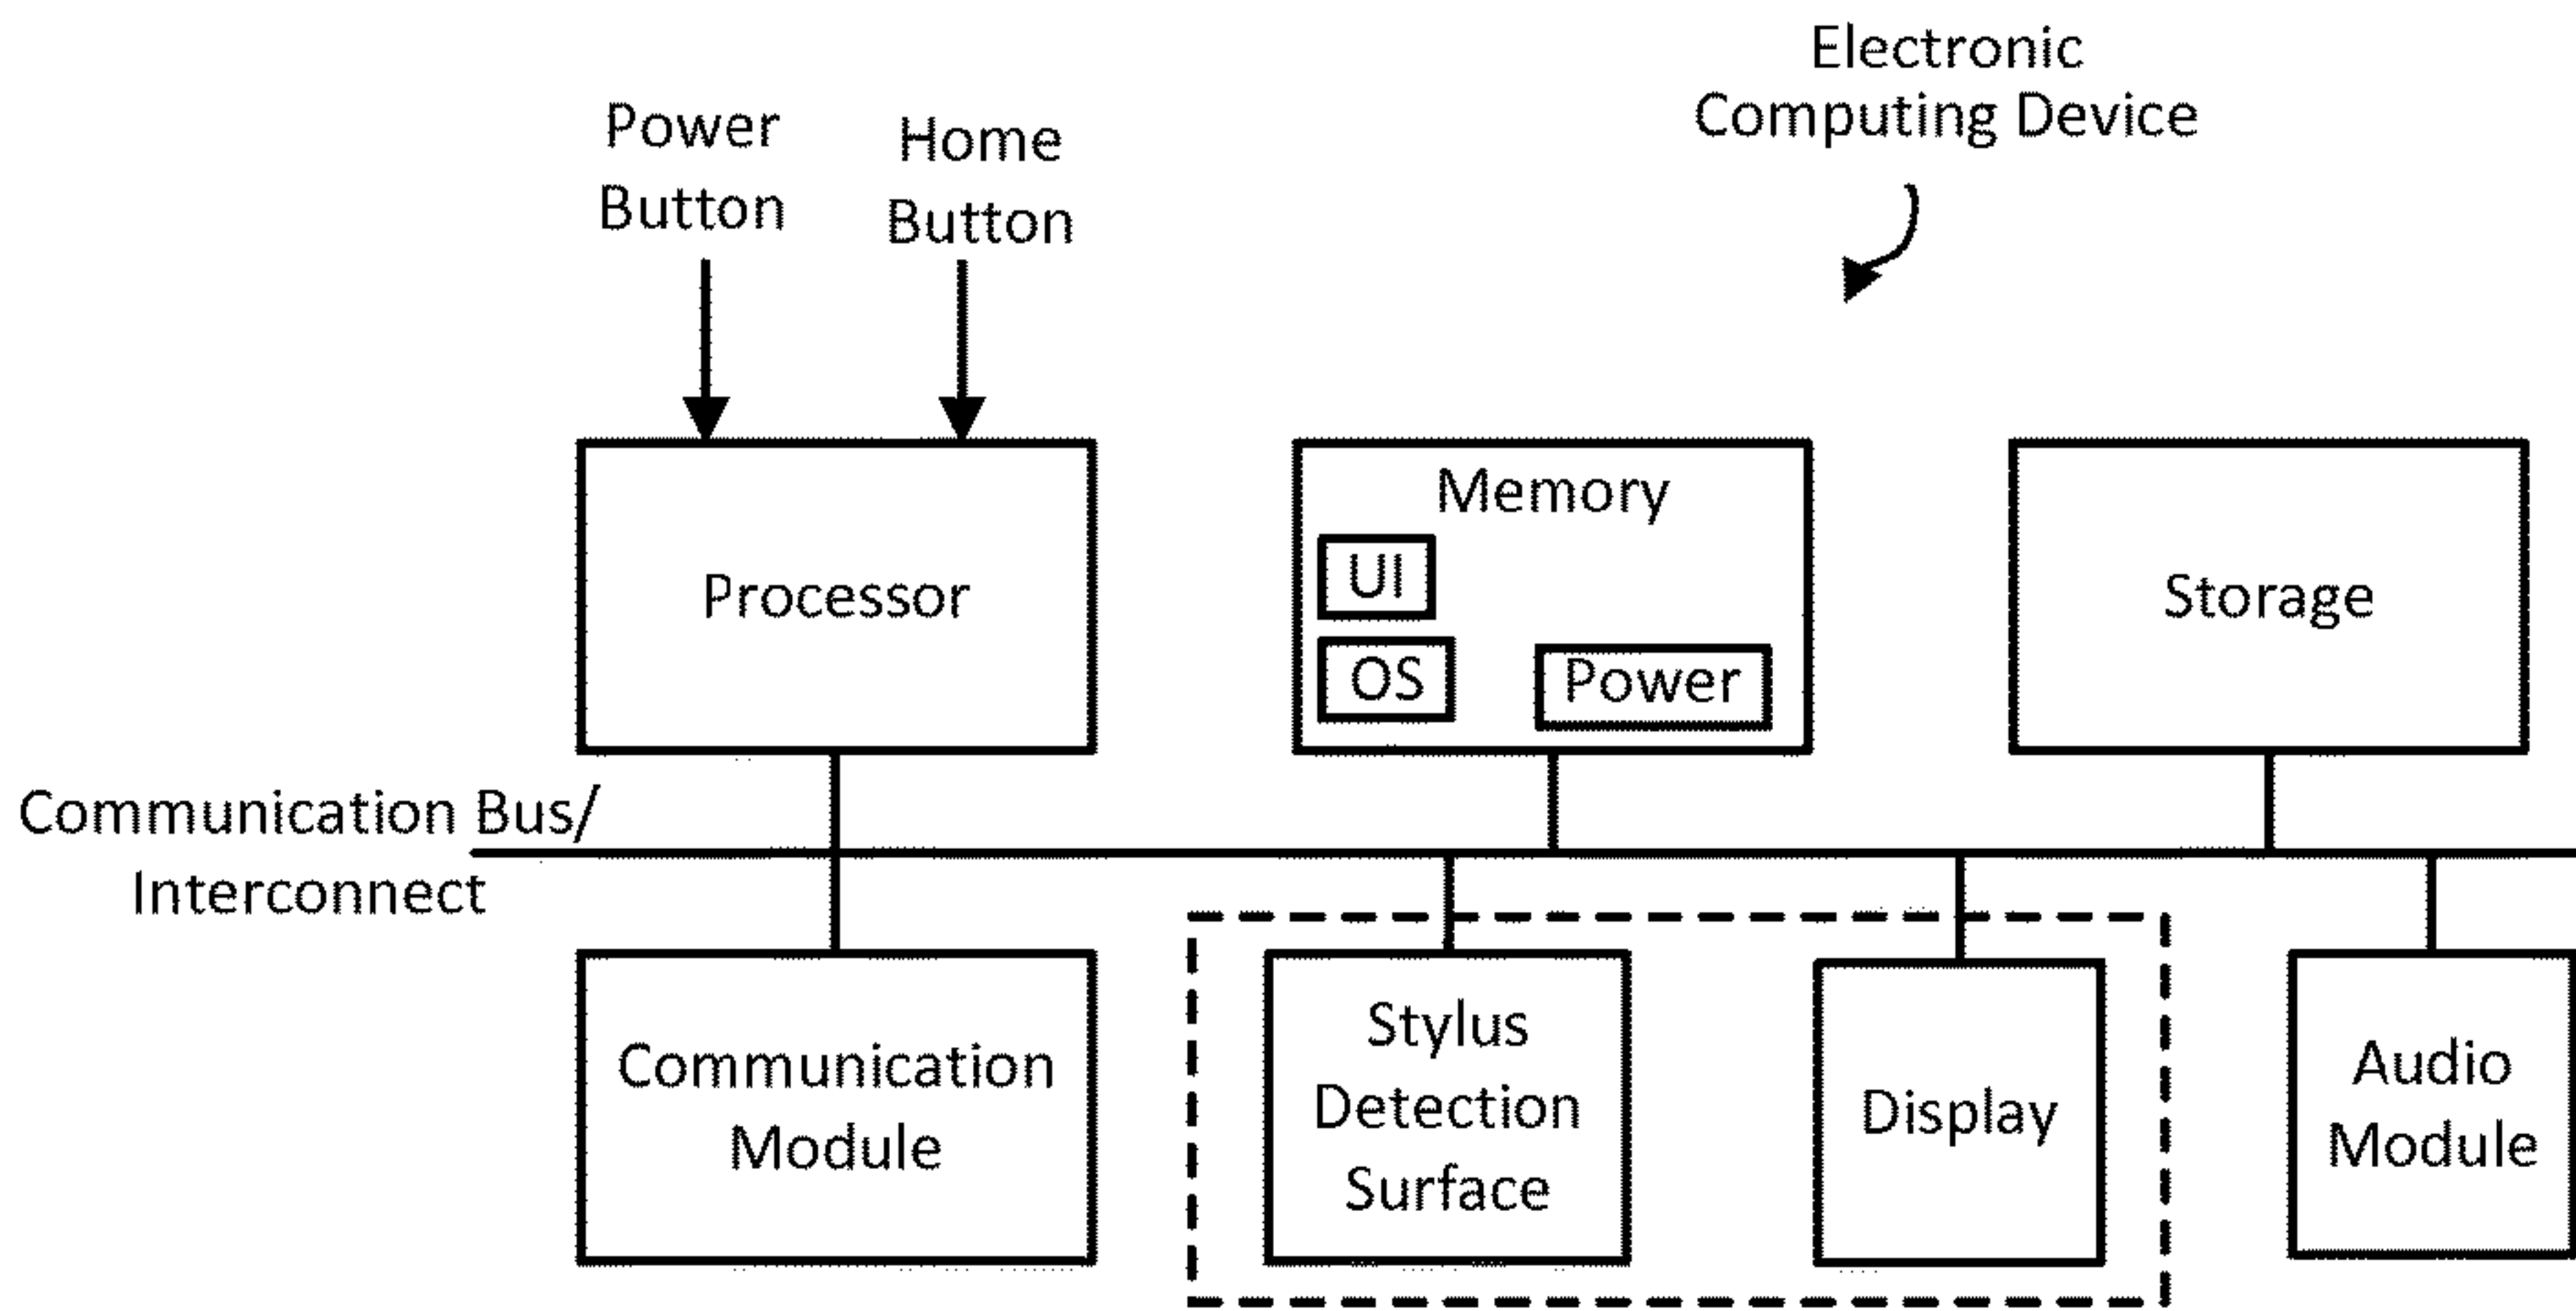 Electronic
Computing Device
Power
Button
Home
Button
Processor
Memory
UI
OS
Power
Storage
Communication Bus/
Interconnect
Communication
Module
Stylus
Detection
Surface
Display
Audio
Module